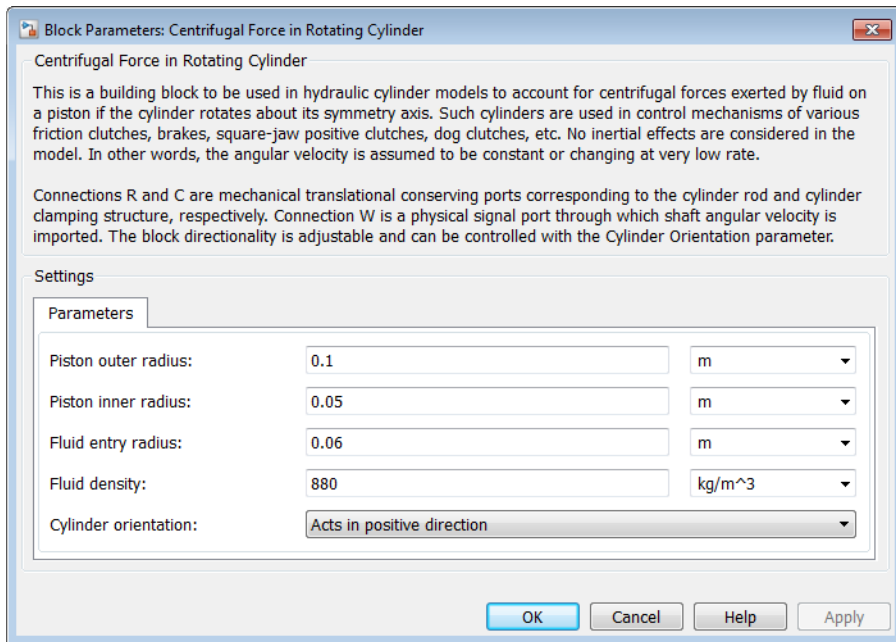 Block Parameters: Centrifugal Force in Rotating Cylinder
Centrifugal Force in Rotating Cylinder
This is a building block to be used in hydraulic cylinder models to account for centrifugal forces exerted by fluid on
a piston if the cylinder rotates about its symmetry axis. Such cylinders are used in control mechanisms of various
friction clutches, brakes, square-jaw positive clutches, dog clutches, etc. No inertial effects are considered in the
model. In other words, the angular velocity is assumed to be constant or changing at very low rate.
Connections R and C are mechanical translational conserving ports corresponding to the cylinder rod and cylinder
clamping structure, respectively. Connection W is a physical signal port through which shaft angular velocity is
imported. The block directionality is adjustable and can be controlled with the Cylinder Orientation parameter.
Settings
Parameters
Piston outer radius: 0.1 m
Piston inner radius: 0.05 m
Fluid entry radius: 0.06 m
Fluid density: 880 kg/m^3
Cylinder orientation: Acts in positive direction
OK Cancel Help Apply